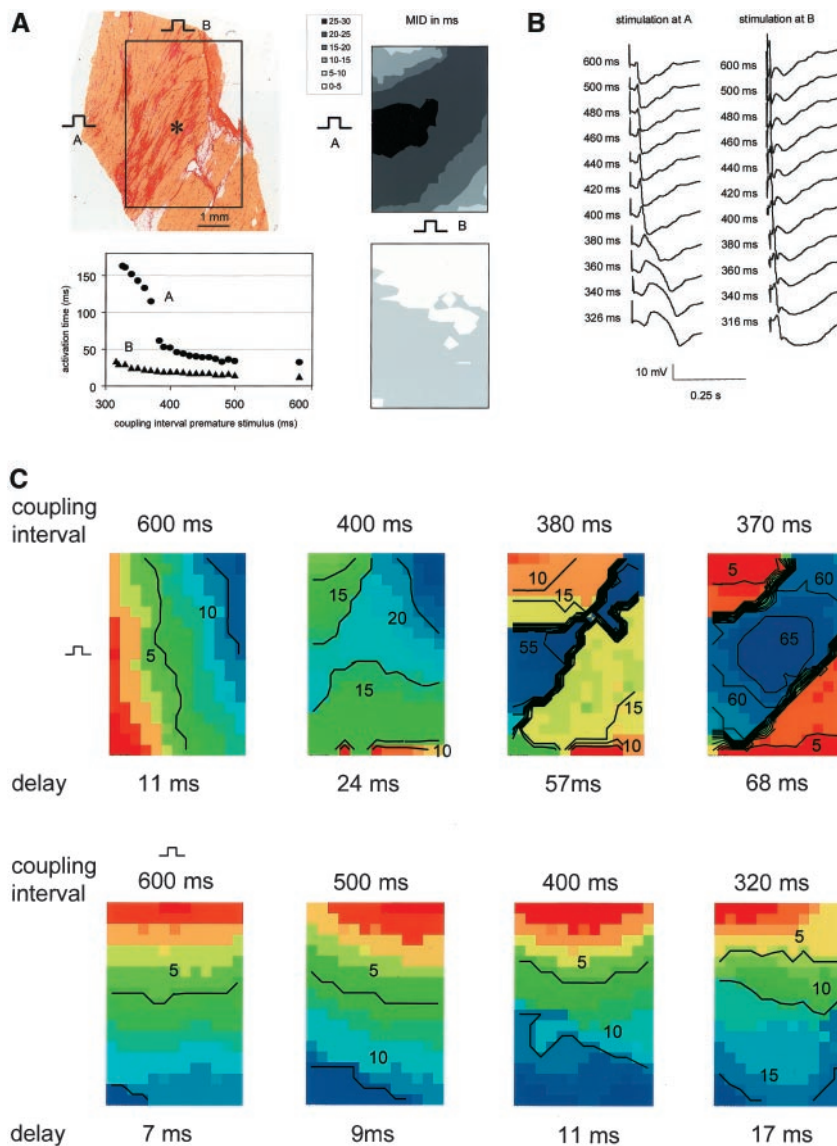 A
B
A
*
1 mm
25-30
20-25
15-20
10-15
5-10
0-5
MID in ms
A
B
activation time (ms)
150
100
50
0
A
B
300
400
500
600
coupling interval premature stimulus (ms)
B
stimulation at A
stimulation at B
600 ms
500 ms
480 ms
460 ms
440 ms
420 ms
400 ms
380 ms
360 ms
340 ms
326 ms
600 ms
500 ms
480 ms
460 ms
440 ms
420 ms
400 ms
380 ms
360 ms
340 ms
316 ms
10 mV
0.25 s
C
coupling
interval
600 ms
400 ms
380 ms
370 ms
5
10
15
20
15
10
10
15
55
15
10
5
60
65
60
5
delay
11 ms
24 ms
57ms
68 ms
coupling
interval
600 ms
500 ms
400 ms
320 ms
5
5
10
5
10
5
10
15
delay
7 ms
9ms
11 ms
17 ms